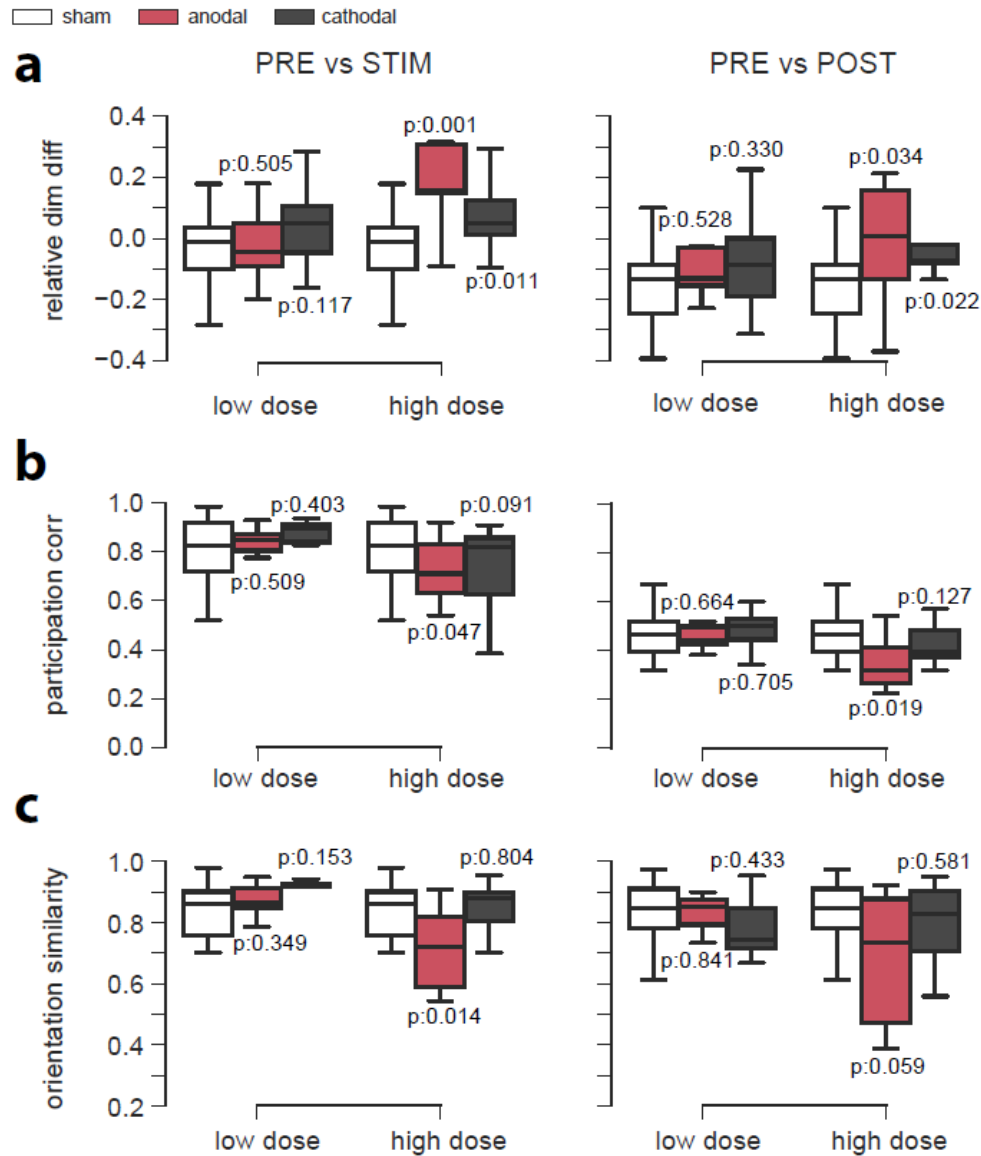 sham anodal cathodal
a
PRE vs STIM PRE vs POST
relative dim diff
0.4
0.2
0.0
−0.2
−0.4
p:0.505
p:0.117
p:0.001
p:0.011
low dose high dose
p:0.528
p:0.330
p:0.034
p:0.022
low dose high dose
b
participation corr
1.0
0.8
0.6
0.4
0.2
0.0
p:0.403
p:0.509
p:0.091
p:0.047
low dose high dose
p:0.664
p:0.705
p:0.127
p:0.019
low dose high dose
c
orientation similarity
1.0
0.8
0.6
0.4
0.2
p:0.153
p:0.349
p:0.804
p:0.014
low dose high dose
p:0.433
p:0.841
p:0.581
p:0.059
low dose high dose